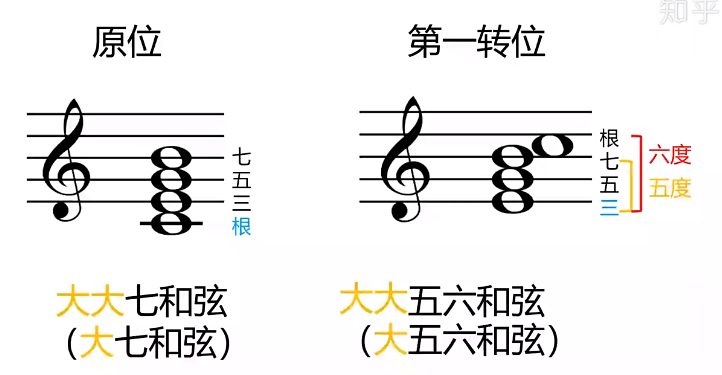 知乎
原位
第一转位
七
五
三
根
根
七
五
三
六度
五度
大大七和弦
（大七和弦）
大大五六和弦
（大五六和弦）